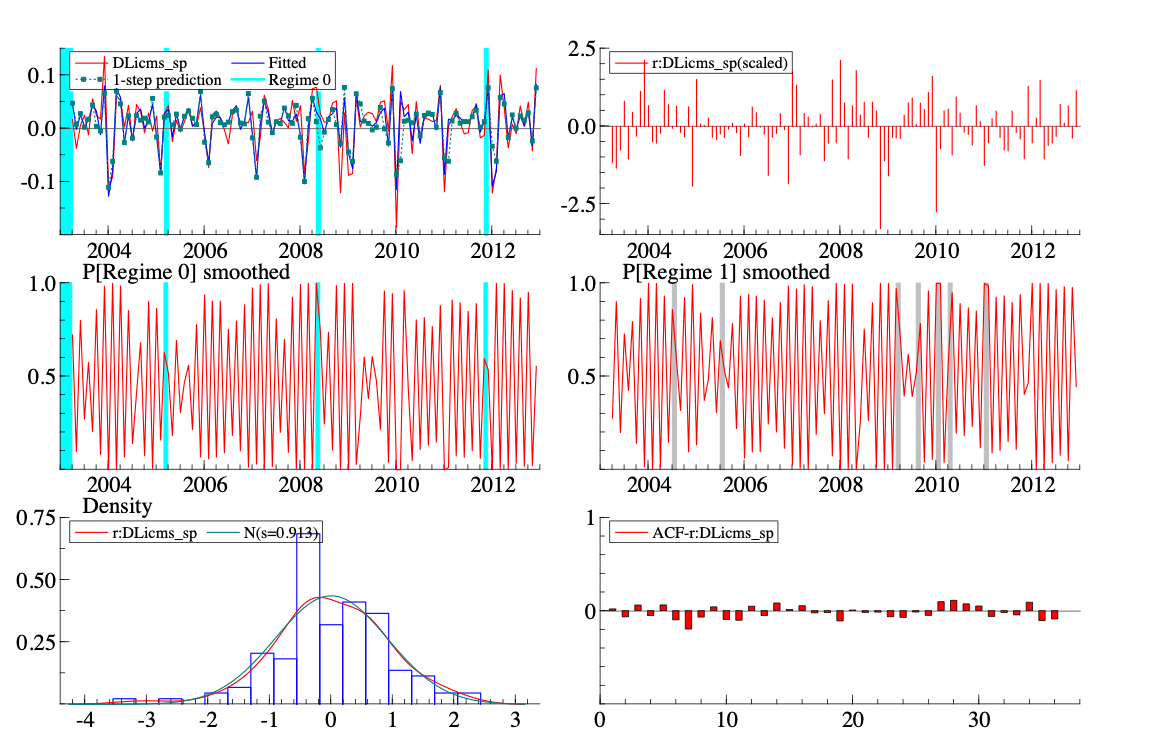 DLicms_sp Fitted
1-step prediction Regime 0
0.1
0.0
-0.1
2004 2006 2008 2010 2012
r:DLicms_sp(scaled)
2.5
0.0
-2.5
2004 2006 2008 2010 2012
P[Regime 0] smoothed
1.0
0.5
2004 2006 2008 2010 2012
P[Regime 1] smoothed
1.0
0.5
2004 2006 2008 2010 2012
Density
r:DLicms_sp N(s=0.913)
0.75
0.50
0.25
-4 -3 -2 -1 0 1 2 3
ACF-r:DLicms_sp
1
0
0 10 20 30